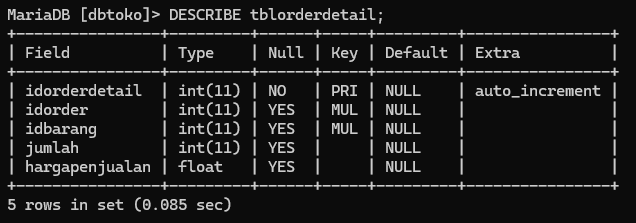 MariaDB [dbtoko]> DESCRIBE tblorderdetail;
+----------------+---------+------+-----+---------+----------------+
| Field          | Type    | Null | Key | Default | Extra          |
+----------------+---------+------+-----+---------+----------------+
| idorderdetail  | int(11) | NO   | PRI | NULL    | auto_increment |
| idorder        | int(11) | YES  | MUL | NULL    |                |
| idbarang       | int(11) | YES  | MUL | NULL    |                |
| jumlah         | int(11) | YES  |     | NULL    |                |
| hargapenjualan | float   | YES  |     | NULL    |                |
+----------------+---------+------+-----+---------+----------------+
5 rows in set (0.085 sec)